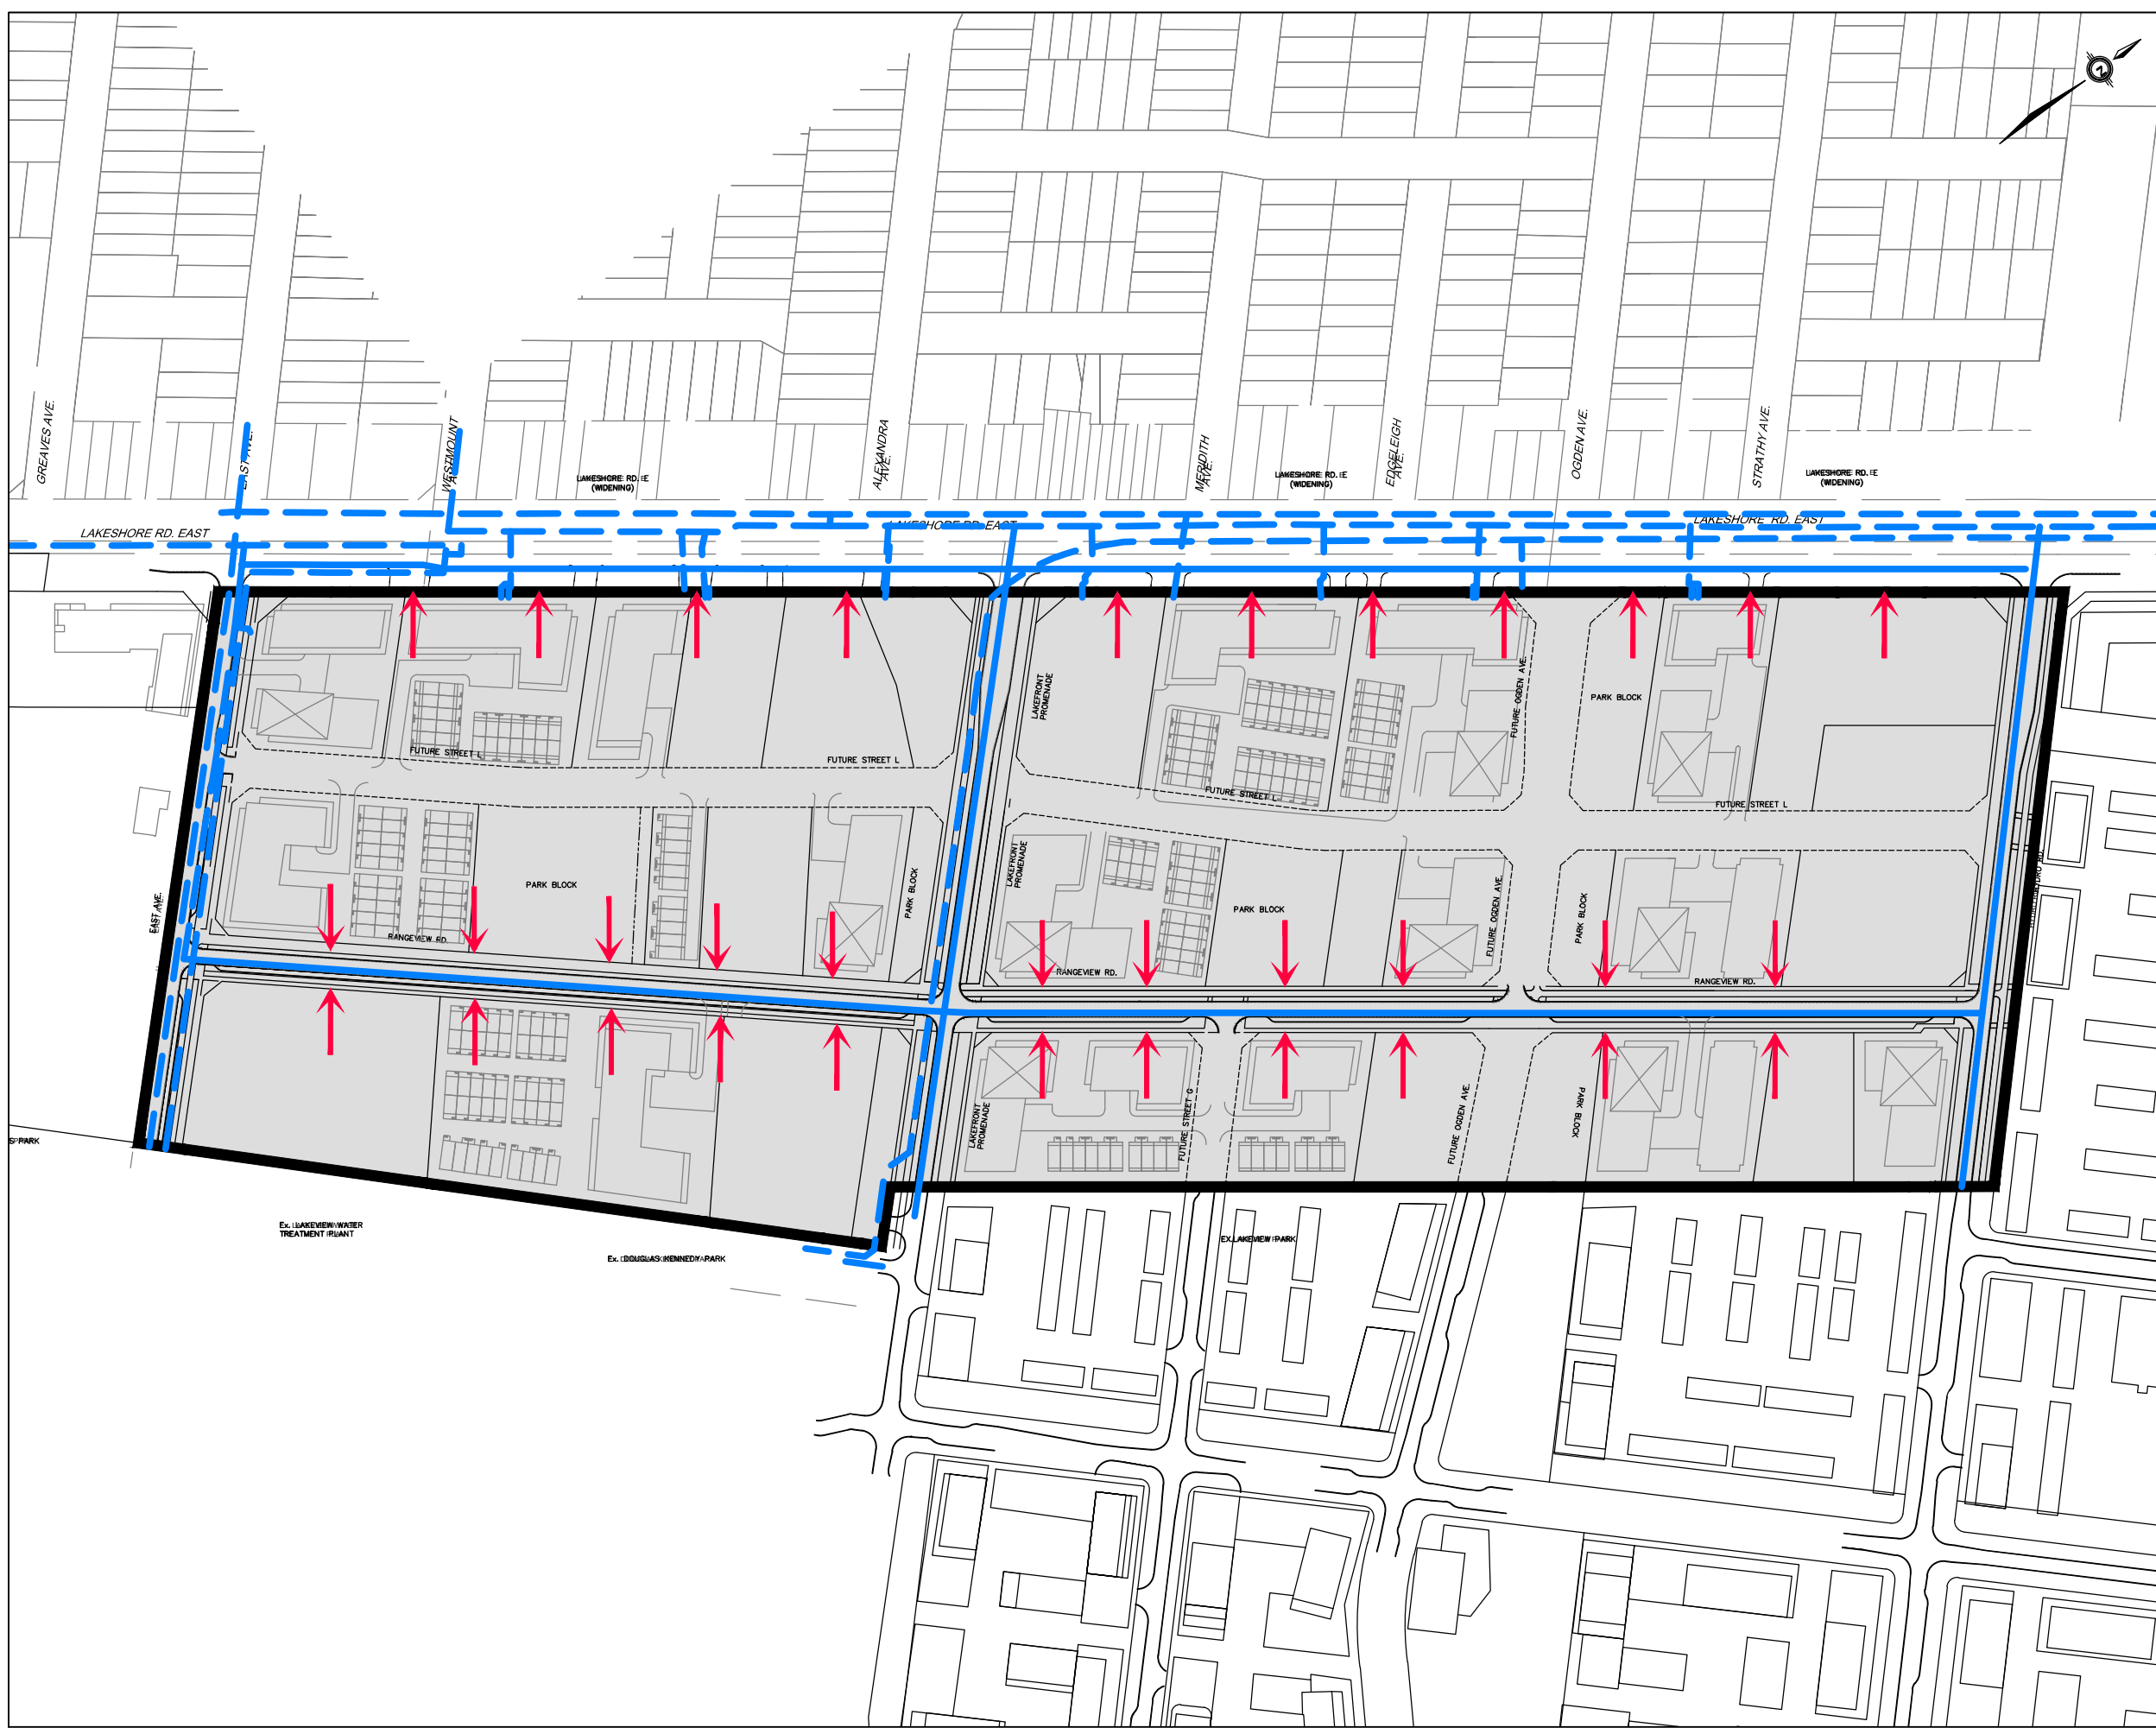 N
GREAVES AVE.
EAST AVE.
WESTMOUNT
ALEXANDRA
AVE.
MERIDITH
AVE.
EDGELEIGH
AVE.
OGDEN AVE.
STRATHY AVE.
LAKESHORE RD. E
(WIDENING)
LAKESHORE RD. E
(WIDENING)
LAKESHORE RD. E
(WIDENING)
LAKESHORE RD. EAST
LAKESHORE RD. EAST
LAKESHORE RD. EAST
LAKEFRONT
PROMENADE
FUTURE OGDEN AVE.
PARK BLOCK
FUTURE STREET L
FUTURE STREET L
FUTURE STREET L
FUTURE STREET L
LAKEFRONT
PROMENADE
PARK BLOCK
PARK BLOCK
PARK BLOCK
FUTURE OGDEN AVE.
PARK BLOCK
EAST AVE.
RANGEVIEW RD.
RANGEVIEW RD.
RANGEVIEW RD.
LAKEFRONT
PROMENADE
FUTURE STREET G
FUTURE OGDEN AVE.
PARK BLOCK
PARK
Ex. LAKEVIEW WATER
TREATMENT PLANT
Ex. DOUGLAS KENNEDY PARK
EX.LAKEVIEW PARK